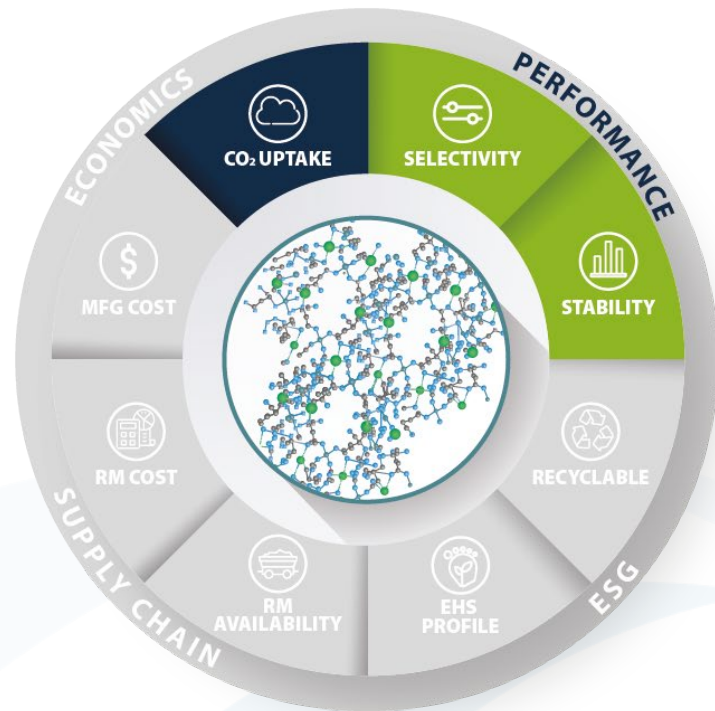 ECONOMICS
PERFORMANCE
CO₂ UPTAKE
SELECTIVITY
$
MFG COST
STABILITY
RM COST
RECYCLABLE
RM
AVAILABILITY
EHS
PROFILE
SUPPLY CHAIN
ESG